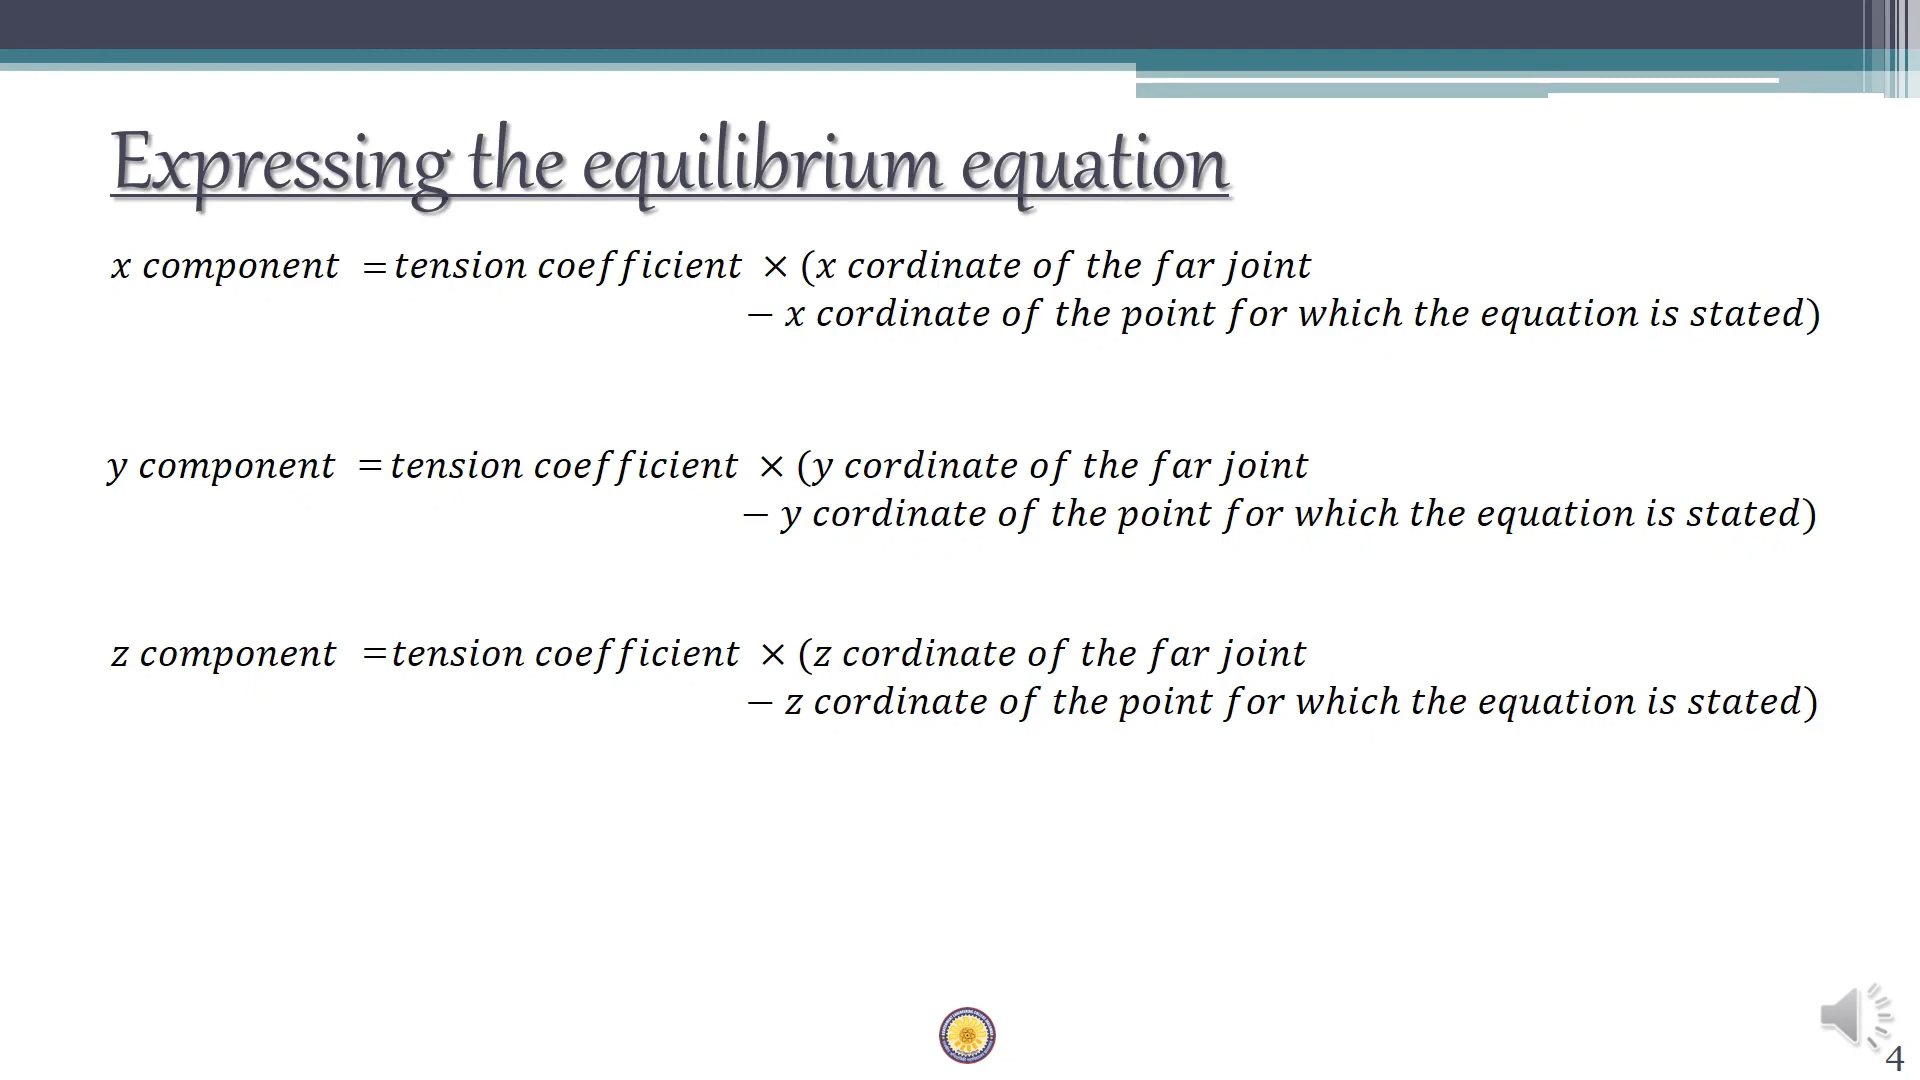 Expressing the equilibrium equation
x component = tension coefficient × (x cordinate of the far joint
− x cordinate of the point for which the equation is stated)
y component = tension coefficient × (y cordinate of the far joint
− y cordinate of the point for which the equation is stated)
z component = tension coefficient × (z cordinate of the far joint
− z cordinate of the point for which the equation is stated)
4